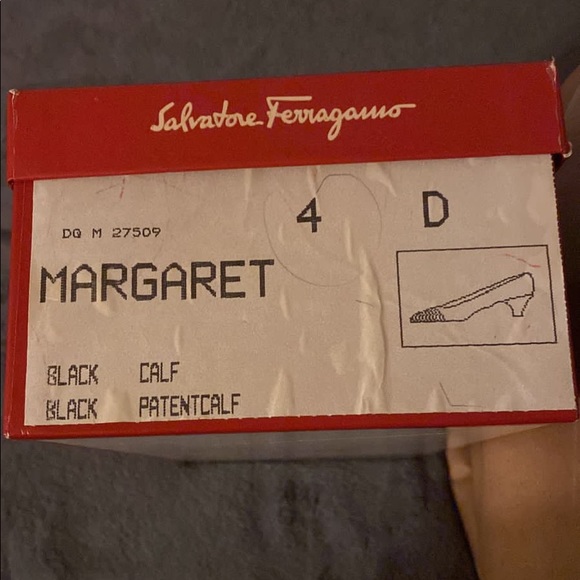 Salvatore Ferragamo
4 D
DQ M 27509
MARGARET
BLACK CALF
BLACK PATENTCALF